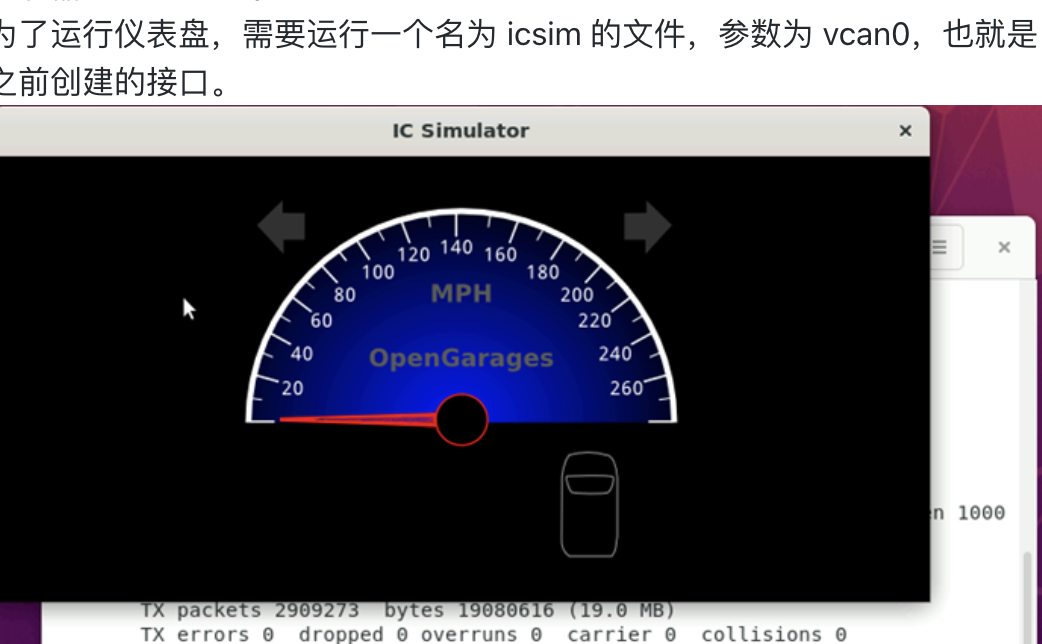 为了运行仪表盘，需要运行一个名为 icsim 的文件，参数为 vcan0，也就是
之前创建的接口。
IC Simulator
120 140 160
100 180
80 MPH 200
60 220
40 OpenGarages 240
20 260
1000
TX packets 2909273 bytes 19080616 (19.0 MB)
TX errors 0 dropped 0 overruns 0 carrier 0 collisions 0